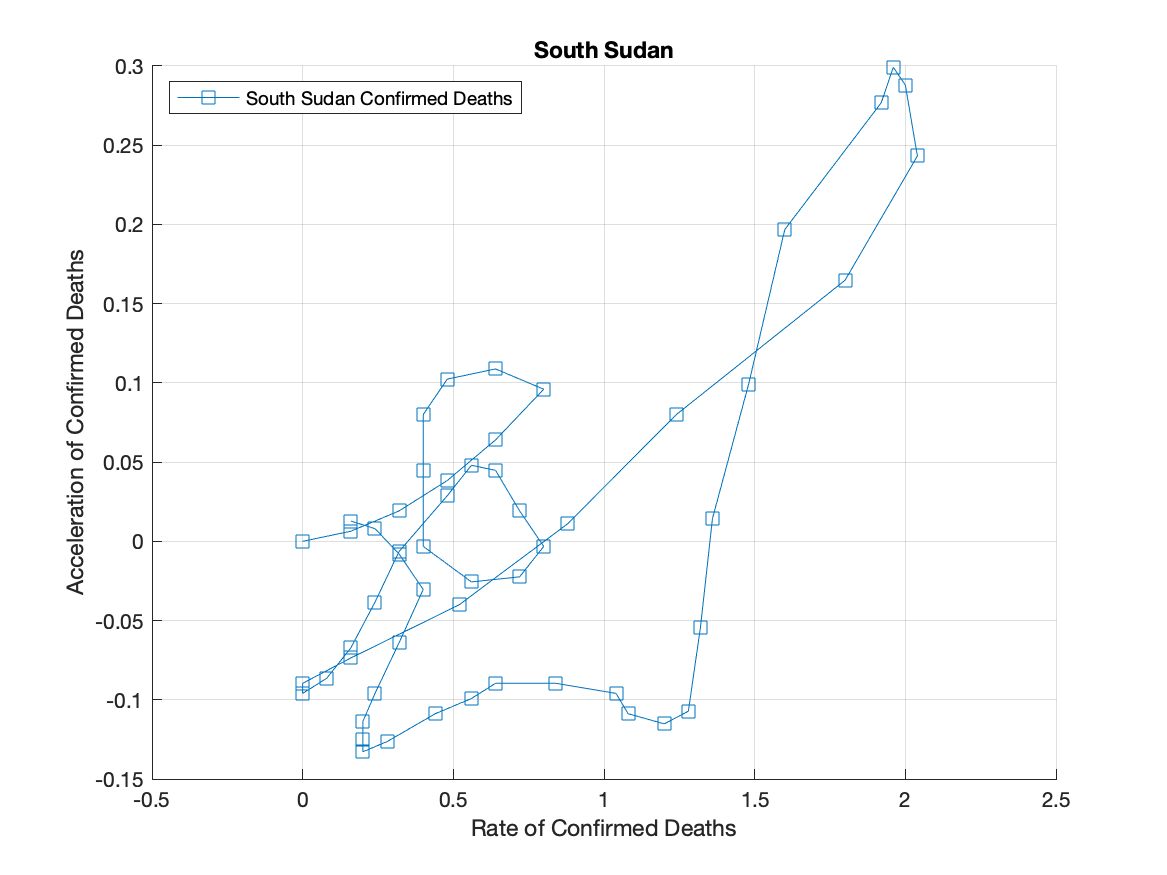 South Sudan
South Sudan Confirmed Deaths
0.3
0.25
0.2
0.15
0.1
0.05
0
-0.05
-0.1
-0.15
Acceleration of Confirmed Deaths
-0.5 0 0.5 1 1.5 2 2.5
Rate of Confirmed Deaths